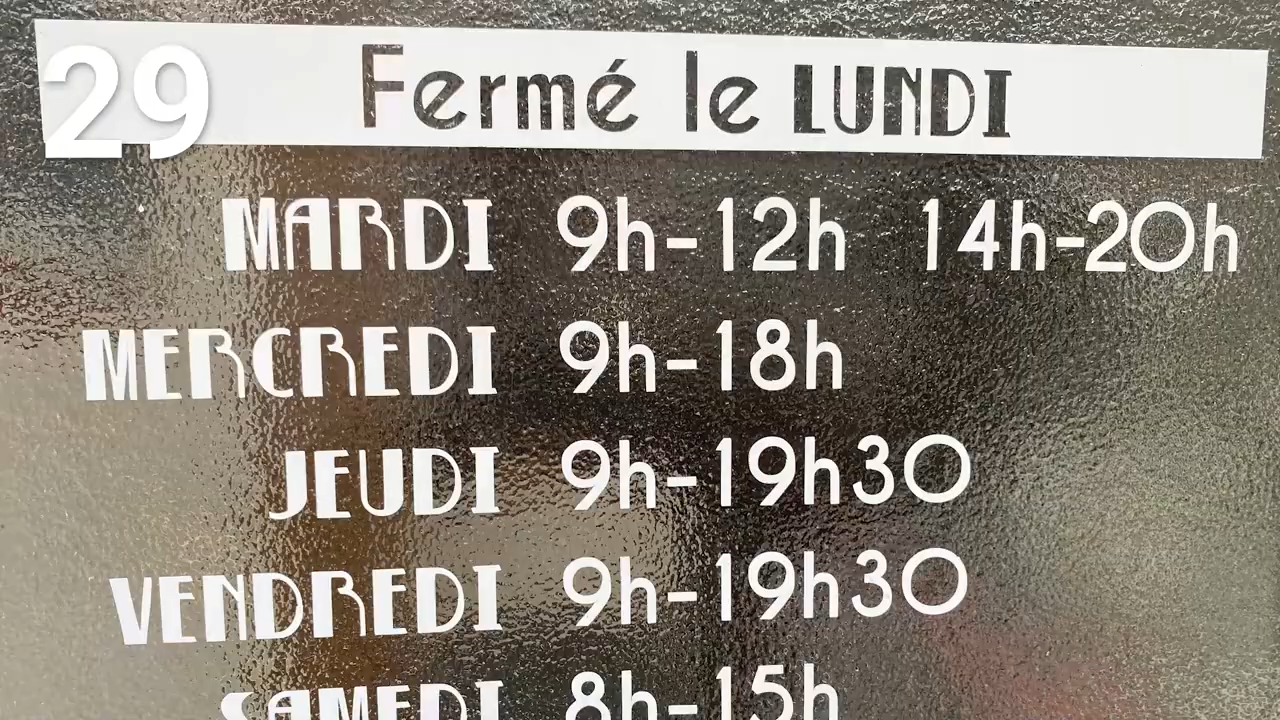 29
Fermé le LUNDI
MARDI 9h-12h 14h-20h
MERCREDI 9h-18h
JEUDI 9h-19h30
VENDREDI 9h-19h30
SAMEDI 8h-15h